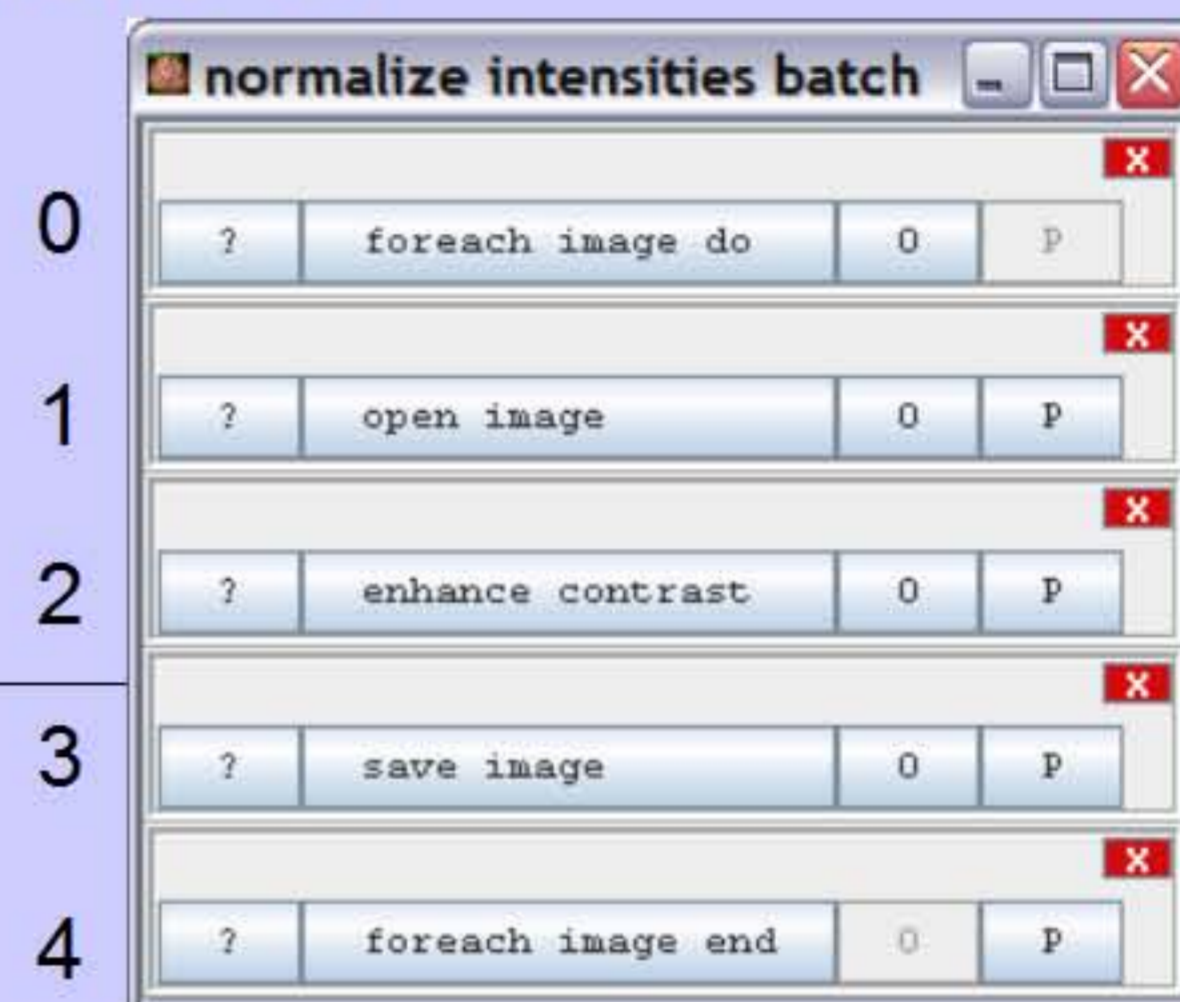 normalize intensities batch
X
0 ? foreach image do O P
X
1 ? open image O P
X
2 ? enhance contrast O P
X
3 ? save image O P
X
4 ? foreach image end O P